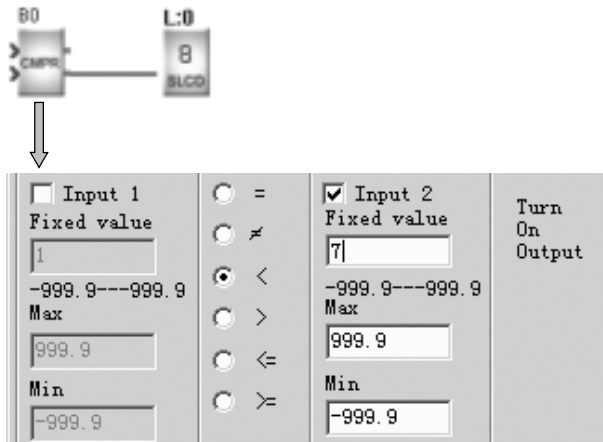 B0
L:0
CMPR
8
SLCD
Input 1
Fixed value
1
-999.9---999.9
Max
999.9
Min
-999.9
=
≠
<
>
<=
>=
Input 2
Fixed value
7
-999.9---999.9
Max
999.9
Min
-999.9
Turn
On
Output